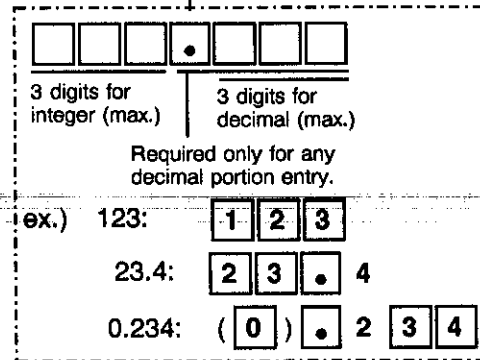 .
3 digits for 3 digits for
integer (max.) decimal (max.)
Required only for any
decimal portion entry.
ex.) 123: 1 2 3
23.4: 2 3 . 4
0.234: ( 0 ) . 2 3 4